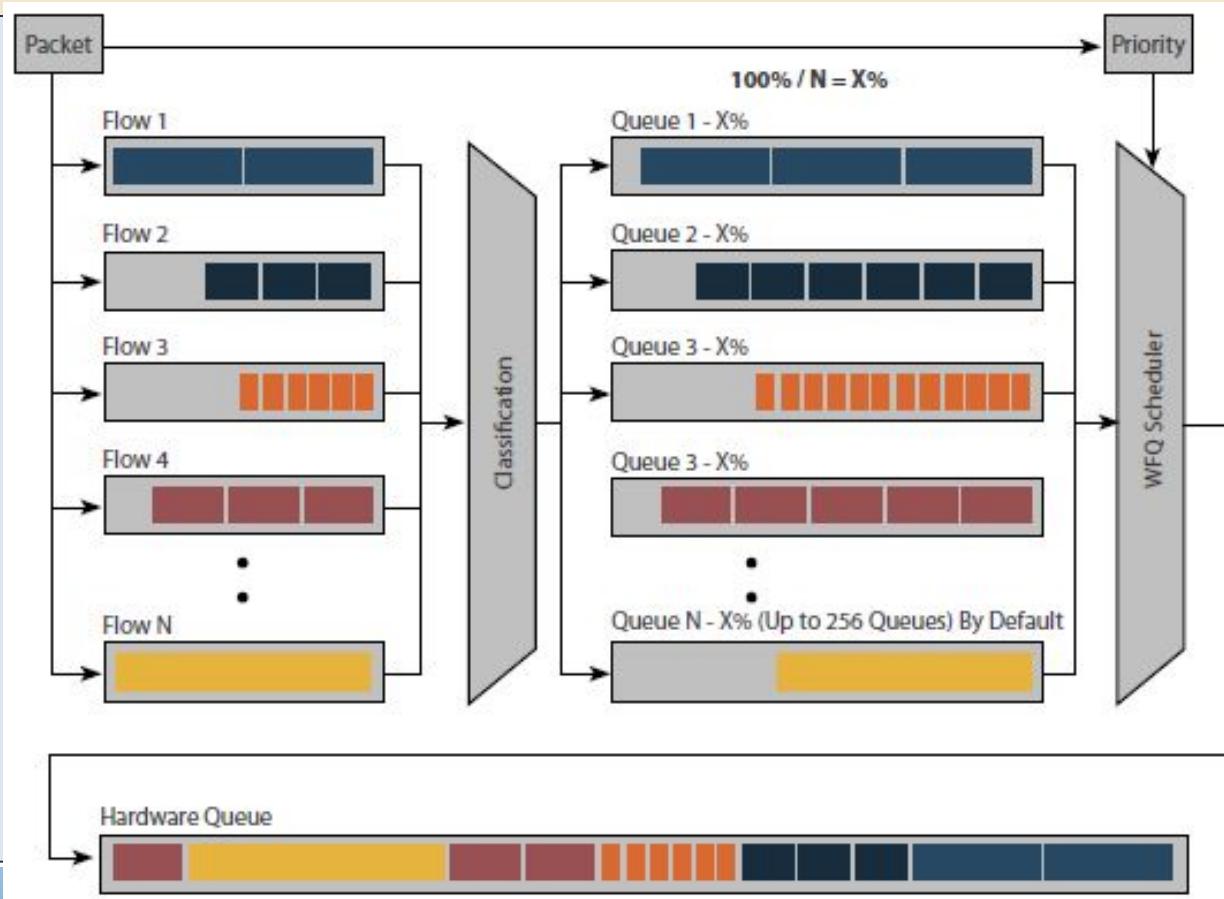 Packet
Priority
100% / N = X%
Flow 1
Queue 1 - X%
Flow 2
Queue 2 - X%
Flow 3
Queue 3 - X%
Flow 4
Queue 3 - X%
Classification
WFQ Scheduler
Flow N
Queue N - X% (Up to 256 Queues) By Default
Hardware Queue